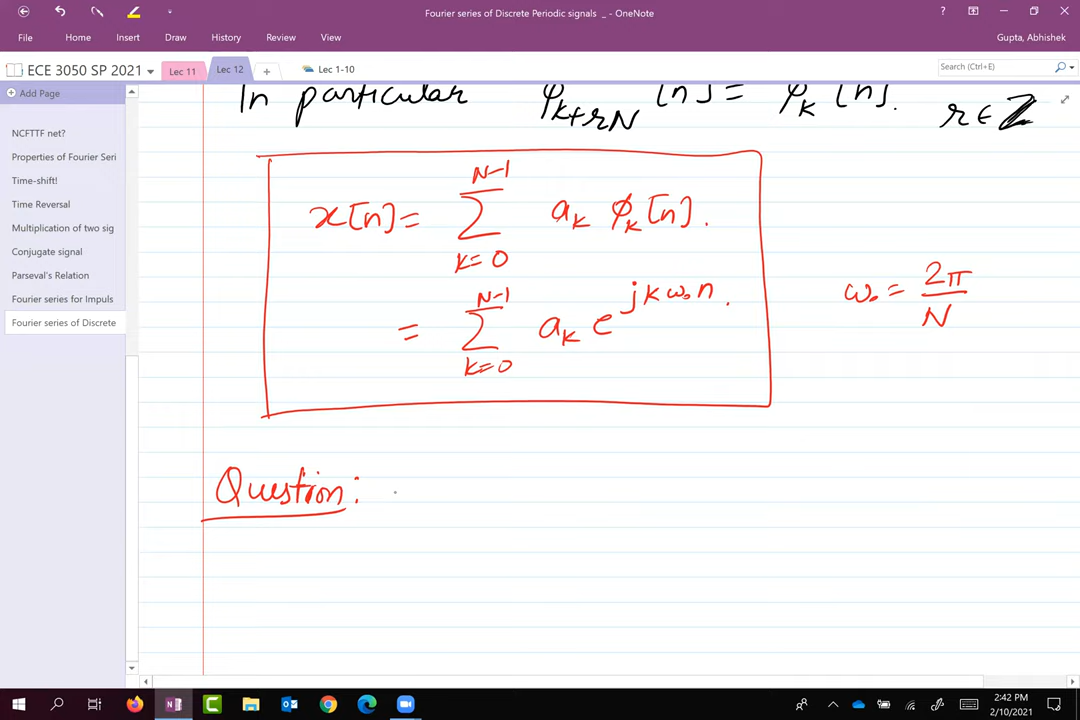 Fourier series of Discrete Periodic signals _ - OneNote
File Home Insert Draw History Review View
Gupta, Abhishek
ECE 3050 SP 2021
Lec 11
Lec 12
Lec 1-10
Search (Ctrl+E)
Add Page
NCFTTF net?
Properties of Fourier Seri
Time-shift!
Time Reversal
Multiplication of two sig
Conjugate signal
Parseval's Relation
Fourier series for Impuls
Fourier series of Discrete
In particular φ_{k+rN} [n] = φ_k [n]. r ∈ ℤ
x[n] = ∑_{k=0}^{N-1} a_k φ_k[n].
= ∑_{k=0}^{N-1} a_k e^{jkω₀n}.
ω₀ = 2π/N
Question:
2:42 PM
2/10/2021